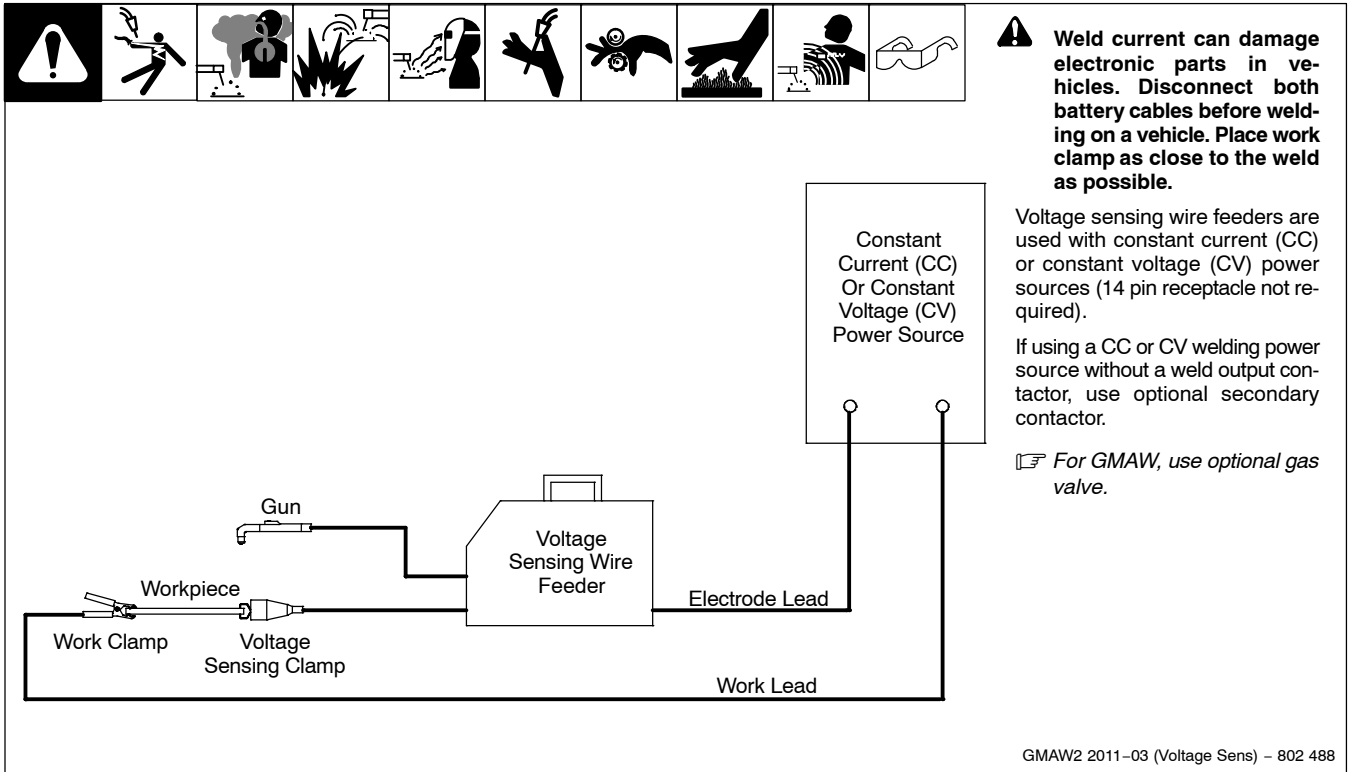 Weld current can damage
electronic parts in ve-
hicles. Disconnect both
battery cables before weld-
ing on a vehicle. Place work
clamp as close to the weld
as possible.
Voltage sensing wire feeders are
used with constant current (CC)
or constant voltage (CV) power
sources (14 pin receptacle not re-
quired).
If using a CC or CV welding power
source without a weld output con-
tactor, use optional secondary
contactor.
For GMAW, use optional gas
valve.
Constant
Current (CC)
Or Constant
Voltage (CV)
Power Source
Gun
Voltage
Sensing Wire
Feeder
Workpiece
Electrode Lead
Work Clamp
Voltage
Sensing Clamp
Work Lead
GMAW2 2011−03 (Voltage Sens) − 802 488